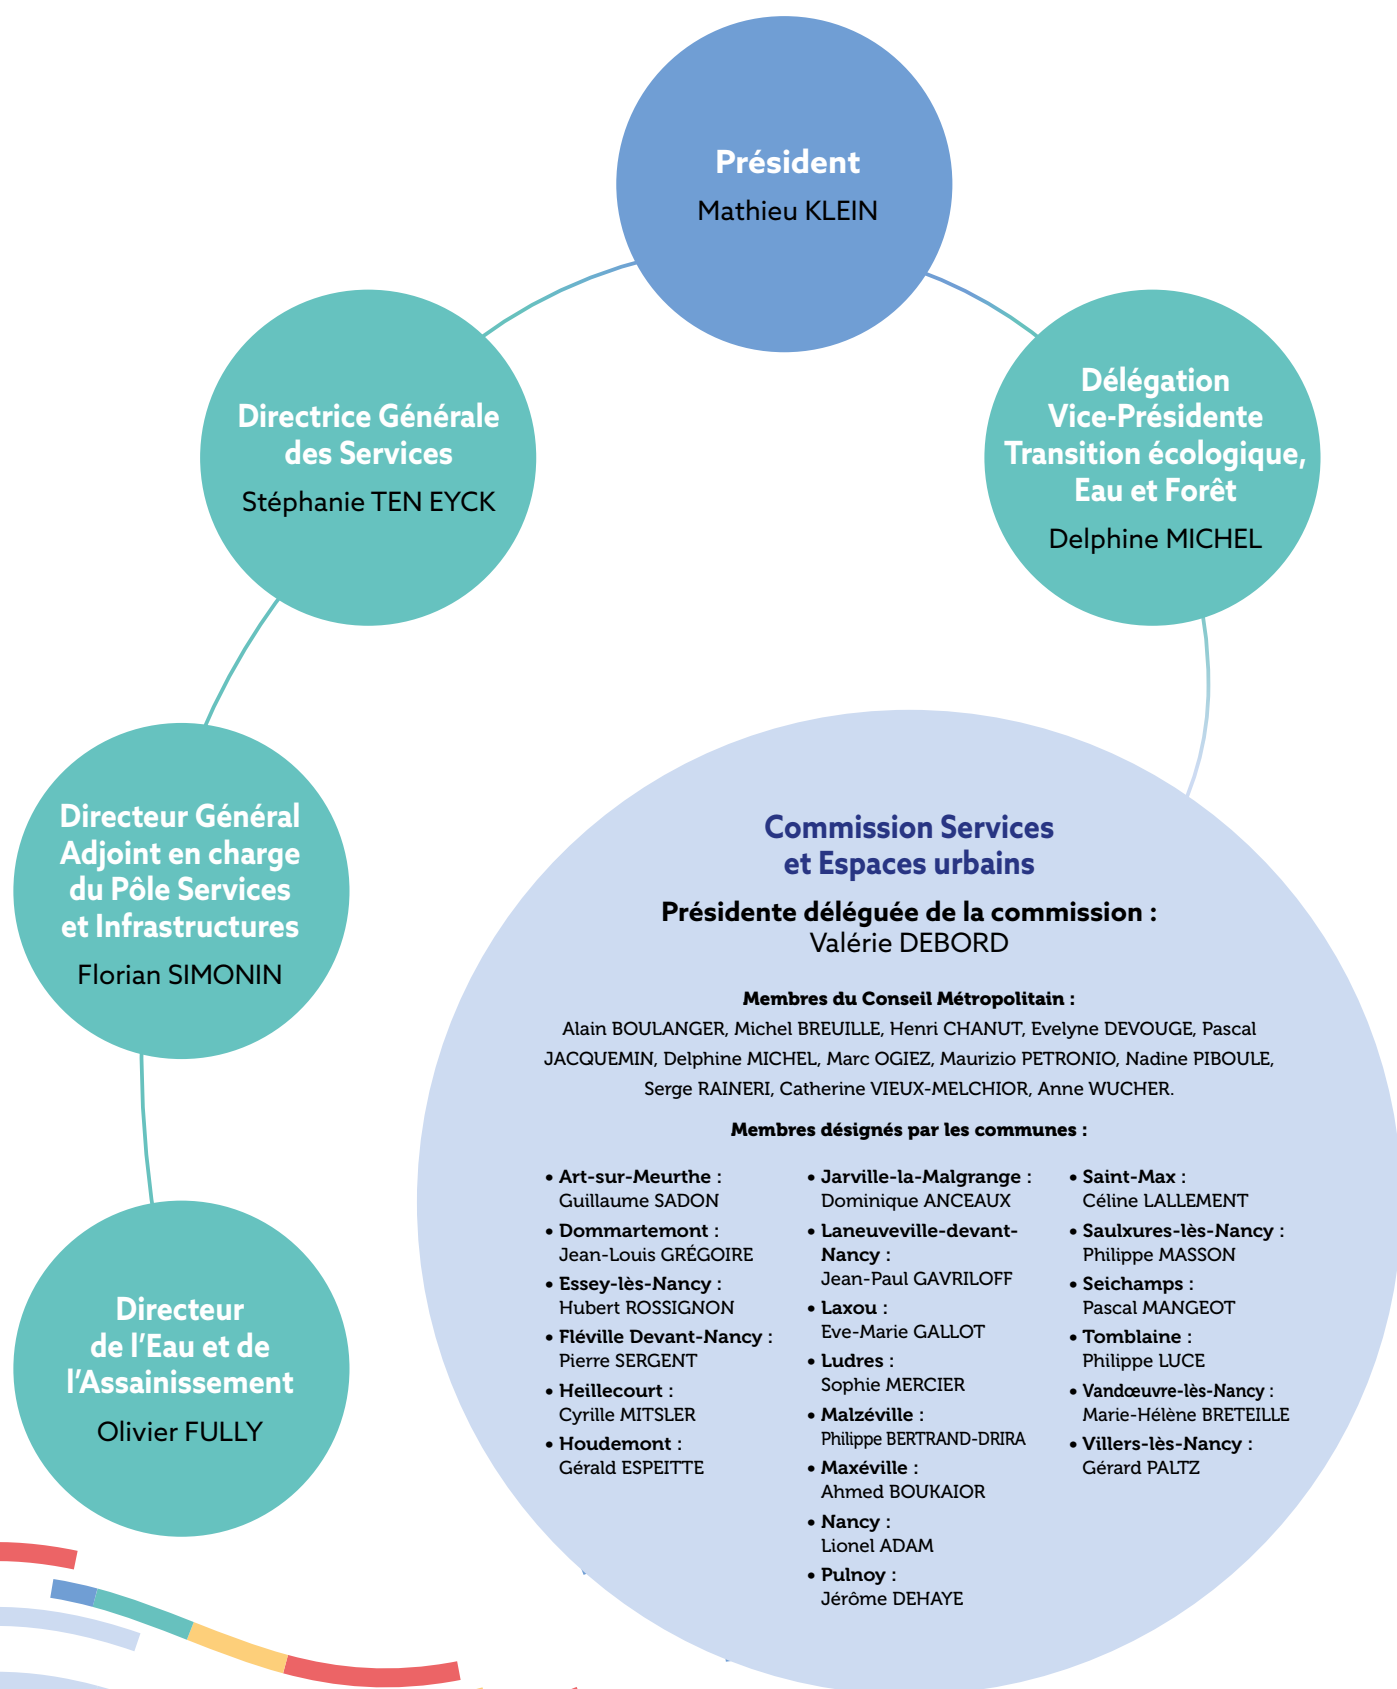 Président
Mathieu KLEIN
Directrice Générale
des Services
Stéphanie TEN EYCK
Délégation
Vice-Présidente
Transition écologique,
Eau et Forêt
Delphine MICHEL
Directeur Général
Adjoint en charge
du Pôle Services
et Infrastructures
Florian SIMONIN
Directeur
de l'Eau et de
l'Assainissement
Olivier FULLY
Commission Services
et Espaces urbains
Présidente déléguée de la commission :
Valérie DEBORD
Membres du Conseil Métropolitain :
Alain BOULANGER, Michel BREUILLE, Henri CHANUT, Evelyne DEVOUGE, Pascal
JACQUEMIN, Delphine MICHEL, Marc OGIEZ, Maurizio PETRONIO, Nadine PIBOULE,
Serge RAINERI, Catherine VIEUX-MELCHIOR, Anne WUCHER.
Membres désignés par les communes :
• Art-sur-Meurthe :
Guillaume SADON
• Dommartemont :
Jean-Louis GRÉGOIRE
• Essey-lès-Nancy :
Hubert ROSSIGNON
• Fléville Devant-Nancy :
Pierre SERGENT
• Heillecourt :
Cyrille MITSLER
• Houdemont :
Gérald ESPEITTE
• Jarville-la-Malgrange :
Dominique ANCEAUX
• Laneuveville-devant-
Nancy :
Jean-Paul GAVRILOFF
• Laxou :
Eve-Marie GALLOT
• Ludres :
Sophie MERCIER
• Malzéville :
Philippe BERTRAND-DRIRA
• Maxéville :
Ahmed BOUKAIOR
• Nancy :
Lionel ADAM
• Pulnoy :
Jérôme DEHAYE
• Saint-Max :
Céline LALLEMENT
• Saulxures-lès-Nancy :
Philippe MASSON
• Seichamps :
Pascal MANGEOT
• Tomblaine :
Philippe LUCE
• Vandœuvre-lès-Nancy :
Marie-Hélène BRETEILLE
• Villers-lès-Nancy :
Gérard PALTZ